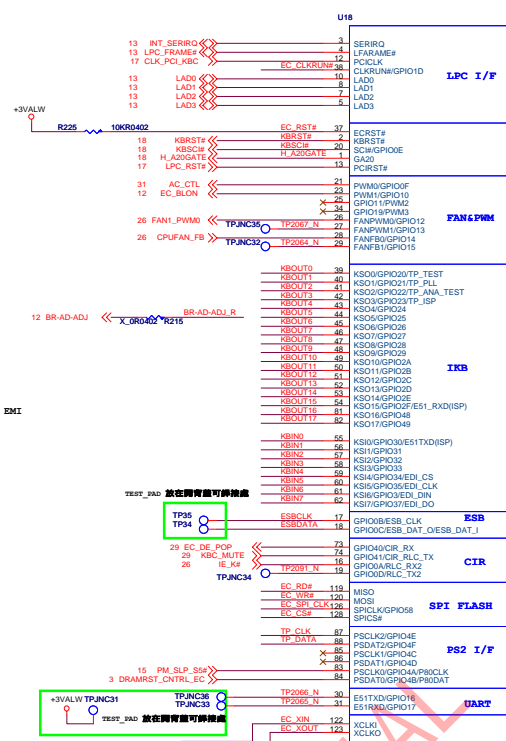 U18
13 INT_SERIRQ 3 SERIRQ
13 LPC_FRAME# 4 LFARAME#
17 CLK_PCI_KBC 12 PCICLK
EC_CLKRUN# 38 CLKRUN#/GPIO1D
13 LAD0 10 LAD0
13 LAD1 8 LAD1
13 LAD2 7 LAD2
13 LAD3 5 LAD3
LPC I/F
+3VALW
R225 10KR0402 EC_RST# 37 ECRST#
18 KBRST# KBRST# 2 KBRST#
18 KBSCI# KBSCI# 20 SCI#/GPIO0E
18 H_A20GATE H_A20GATE 1 GA20
17 LPC_RST# 13 PCIRST#
31 AC_CTL 21 PWM0/GPIO0F
12 EC_BLON 23 PWM1/GPIO10
25 GPIO11/PWM2
34 GPIO19/PWM3
26 FAN1_PWM0 26 FANPWM0/GPIO12
TPJNC35 TP2067_N 27 FANPWM1/GPIO13
26 CPUFAN_FB 28 FANFB0/GPIO14
TPJNC32 TP2064_N 29 FANFB1/GPIO15
FAN&PWM
KBOUT0 39 KSO0/GPIO20/TP_TEST
KBOUT1 40 KSO1/GPIO21/TP_PLL
KBOUT2 41 KSO2/GPIO22/TP_ANA_TEST
KBOUT3 42 KSO3/GPIO23/TP_ISP
KBOUT4 43 KSO4/GPIO24
KBOUT5 44 KSO5/GPIO25
KBOUT6 45 KSO6/GPIO26
KBOUT7 46 KSO7/GPIO27
KBOUT8 47 KSO8/GPIO28
KBOUT9 48 KSO9/GPIO29
KBOUT10 49 KSO10/GPIO2A
KBOUT11 50 KSO11/GPIO2B
KBOUT12 51 KSO12/GPIO2C
KBOUT13 52 KSO13/GPIO2D
KBOUT14 53 KSO14/GPIO2E
KBOUT15 54 KSO15/GPIO2F/E51_RXD(ISP)
KBOUT16 81 KSO16/GPIO48
KBOUT17 82 KSO17/GPIO49
12 BR-AD-ADJ X_0R0402 R215 BR-AD-ADJ_R
IKB
EMI
KBIN0 55 KSI0/GPIO30/E51TXD(ISP)
KBIN1 56 KSI1/GPIO31
KBIN2 57 KSI2/GPIO32
KBIN3 58 KSI3/GPIO33
KBIN4 59 KSI4/GPIO34/EDI_CS
KBIN5 60 KSI5/GPIO35/EDI_CLK
KBIN6 61 KSI6/GPIO36/EDI_DIN
KBIN7 62 KSI7/GPIO37/EDI_DO
TEST_PAD 放在開背蓋可銲接處
TP35 ESBCLK 17 GPIO0B/ESB_CLK
TP34 ESBDATA 18 GPIO0C/ESB_DAT_O/ESB_DAT_I
ESB
29 EC_DE_POP 73 GPIO40/CIR_RX
29 KBC_MUTE 74 GPIO41/CIR_RLC_TX
26 IE_K# 16 GPIO0A/RLC_RX2
TPJNC34 TP2091_N 19 GPIO0D/RLC_TX2
CIR
EC_RD# 119 MISO
EC_WR# 120 MOSI
EC_SPI_CLK 126 SPICLK/GPIO58
EC_CS# 128 SPICS#
SPI FLASH
TP_CLK 87 PSCLK2/GPIO4E
TP_DATA 88 PSDAT2/GPIO4F
85 PSCLK1/GPIO4C
86 PSDAT1/GPIO4D
15 PM_SLP_S5# 83 PSCLK0/GPIO4A/P80CLK
3 DRAMRST_CNTRL_EC 84 PSDAT0/GPIO4B/P80DAT
PS2 I/F
+3VALW TPJNC31
TPJNC36 TP2066_N 30 E51TXD/GPIO16
TPJNC33 TP2065_N 31 E51RXD/GPIO17
UART
TEST_PAD 放在開背蓋可銲接處
EC_XIN 122 XCLKI
EC_XOUT 123 XCLKO